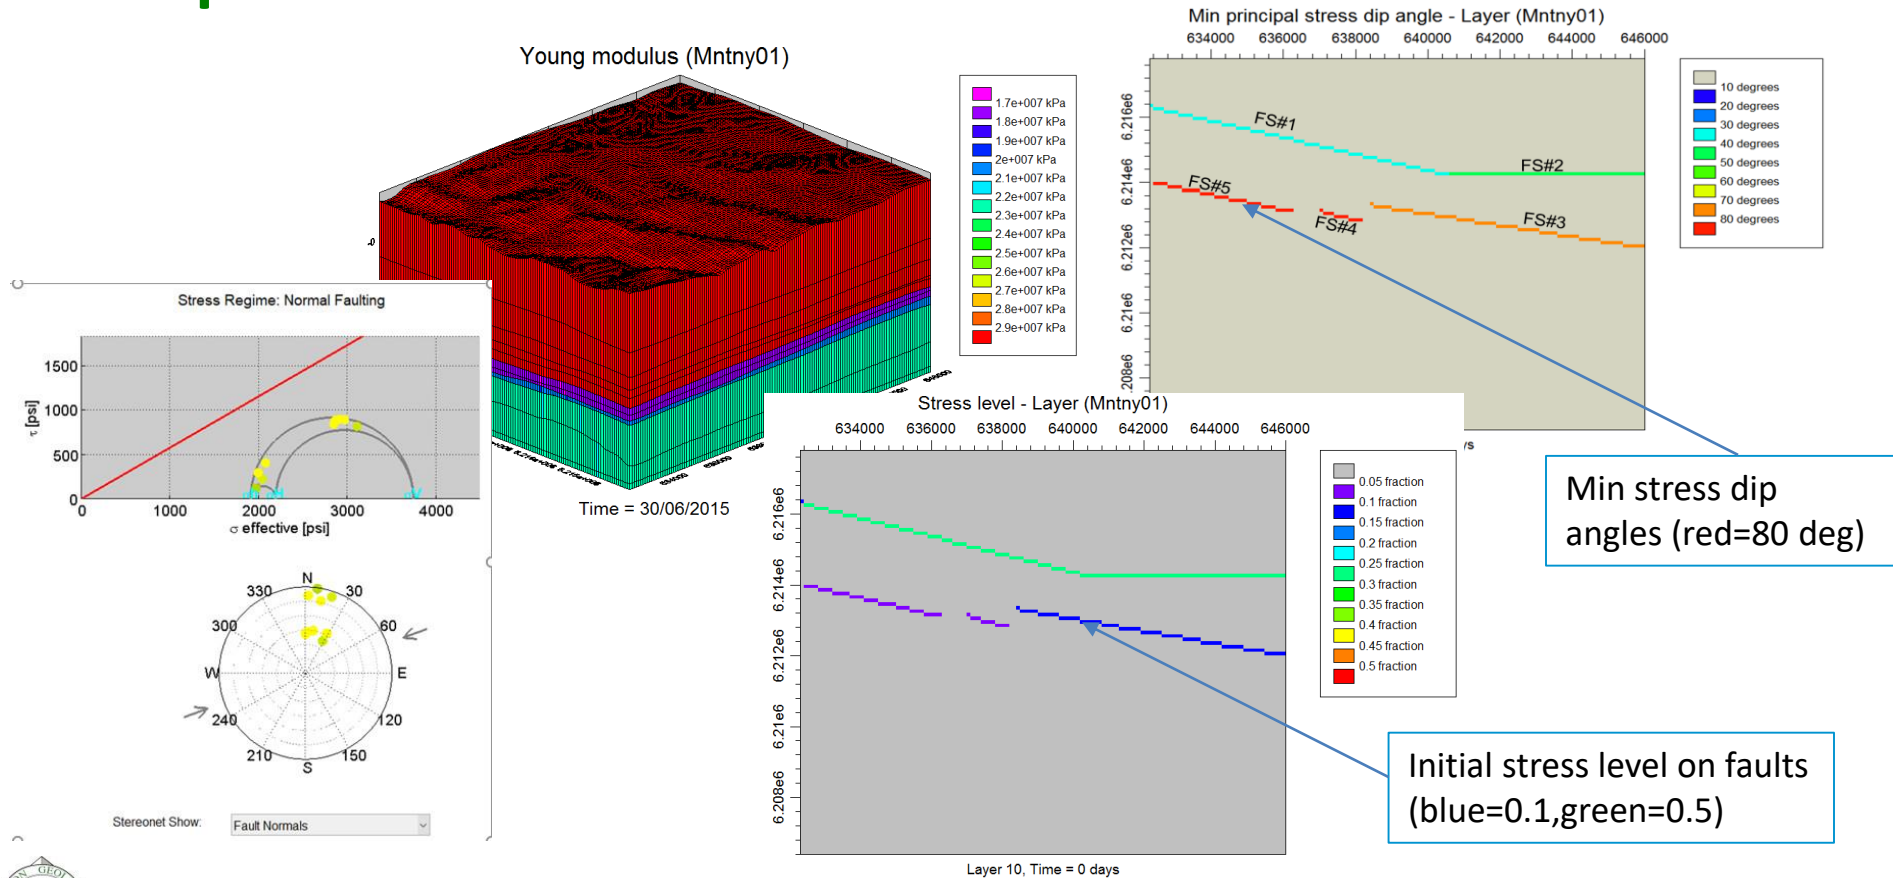 Young modulus (Mntny01)
1.7e+007 kPa
1.8e+007 kPa
1.9e+007 kPa
2e+007 kPa
2.1e+007 kPa
2.2e+007 kPa
2.3e+007 kPa
2.4e+007 kPa
2.5e+007 kPa
2.6e+007 kPa
2.7e+007 kPa
2.8e+007 kPa
2.9e+007 kPa
Time = 30/06/2015
Min principal stress dip angle - Layer (Mntny01)
634000 636000 638000 640000 642000 644000 646000
6.216e6
6.214e6
6.212e6
6.21e6
.208e6
FS#1
FS#2
FS#5
FS#4
FS#3
10 degrees
20 degrees
30 degrees
40 degrees
50 degrees
60 degrees
70 degrees
80 degrees
ys
Min stress dip
angles (red=80 deg)
Stress Regime: Normal Faulting
1500
1000
500
0
τ [psi]
0 1000 2000 3000 4000
σ effective [psi]
N
330 30
300 60
W E
240 120
210 150
S
Stereonet Show: Fault Normals
Stress level - Layer (Mntny01)
634000 636000 638000 640000 642000 644000 646000
6.216e6
6.214e6
6.212e6
6.21e6
6.208e6
0.05 fraction
0.1 fraction
0.15 fraction
0.2 fraction
0.25 fraction
0.3 fraction
0.35 fraction
0.4 fraction
0.45 fraction
0.5 fraction
Layer 10, Time = 0 days
Initial stress level on faults
(blue=0.1,green=0.5)